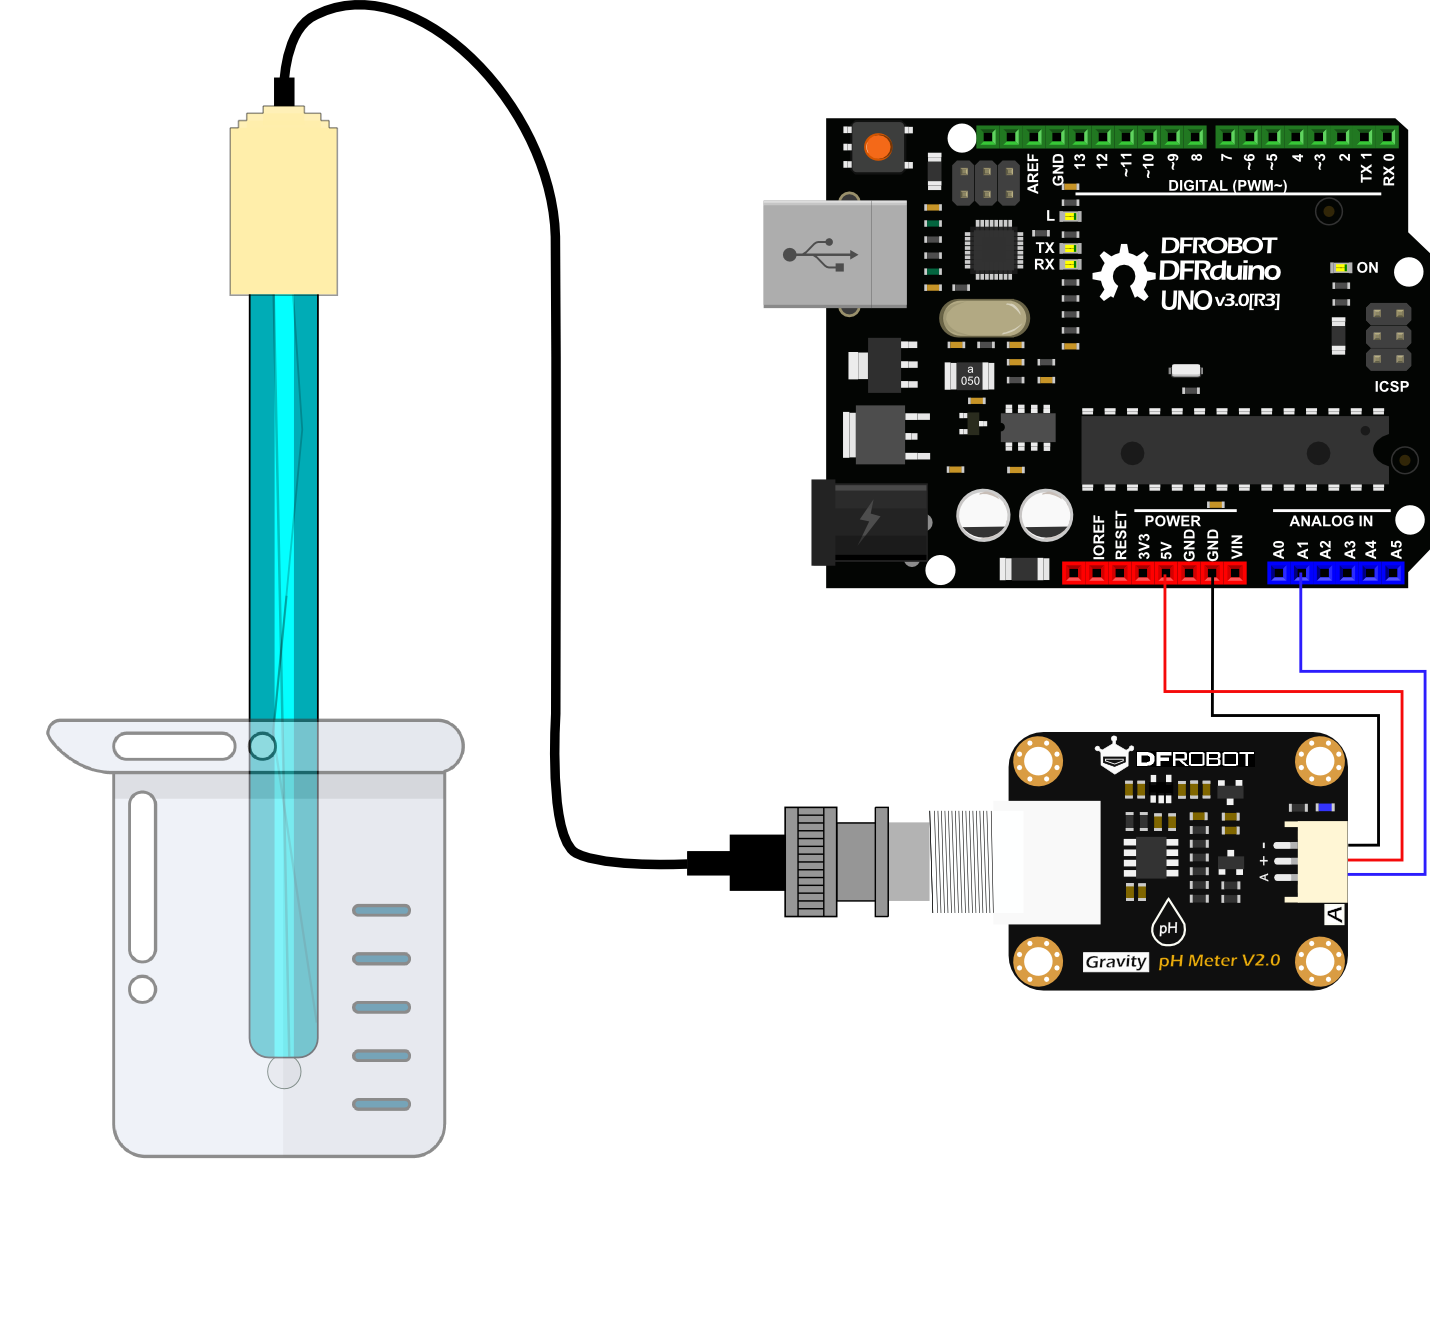 AREF
GND
13
12
~11
~10
~9
8
7
~6
~5
4
~3
2
TX 1
RX 0
DIGITAL (PWM~)
L
TX
RX
DFROBOT
DFRduino
UNO v3.0[R3]
ON
ICSP
a
050
POWER
ANALOG IN
IOREF
RESET
3V3
5V
GND
GND
VIN
A0
A1
A2
A3
A4
A5
DFROBOT
-
+
A
A
pH
Gravity pH Meter V2.0